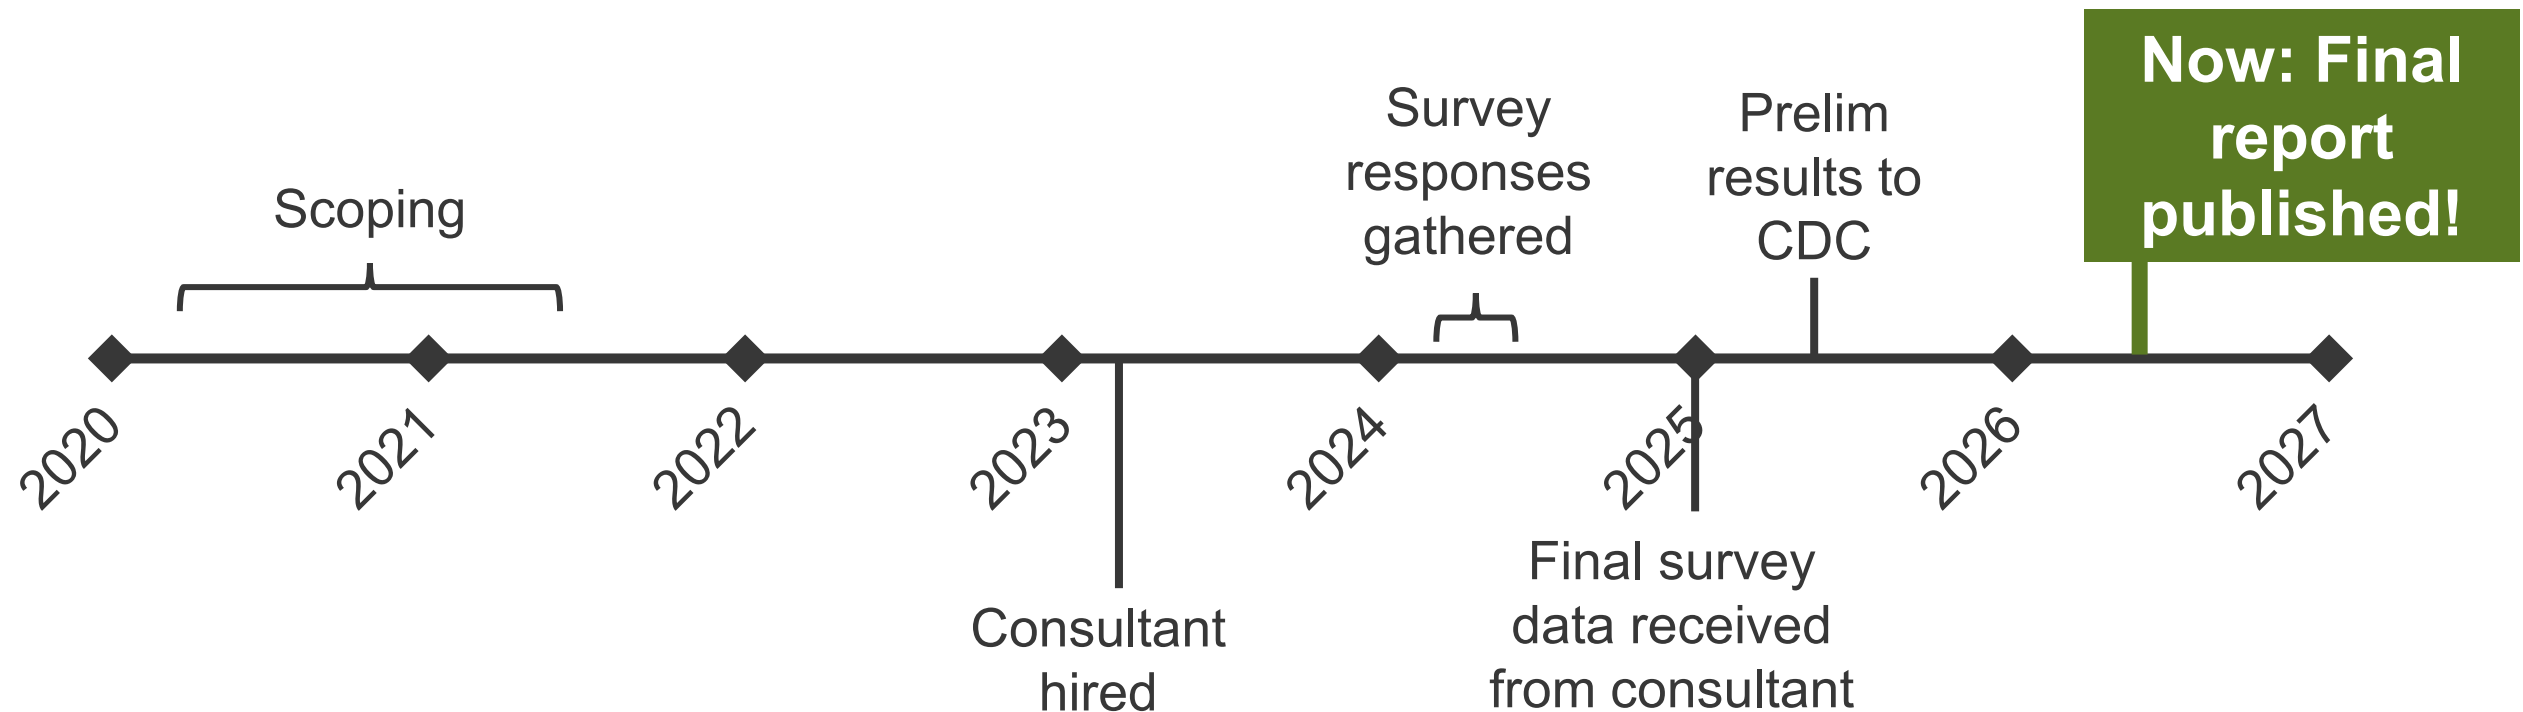 Now: Final
report
published!
Survey
responses
gathered
Prelim
results to
CDC
Scoping
2020
2021
2022
2023
2024
2025
2026
2027
Consultant
hired
Final survey
data received
from consultant